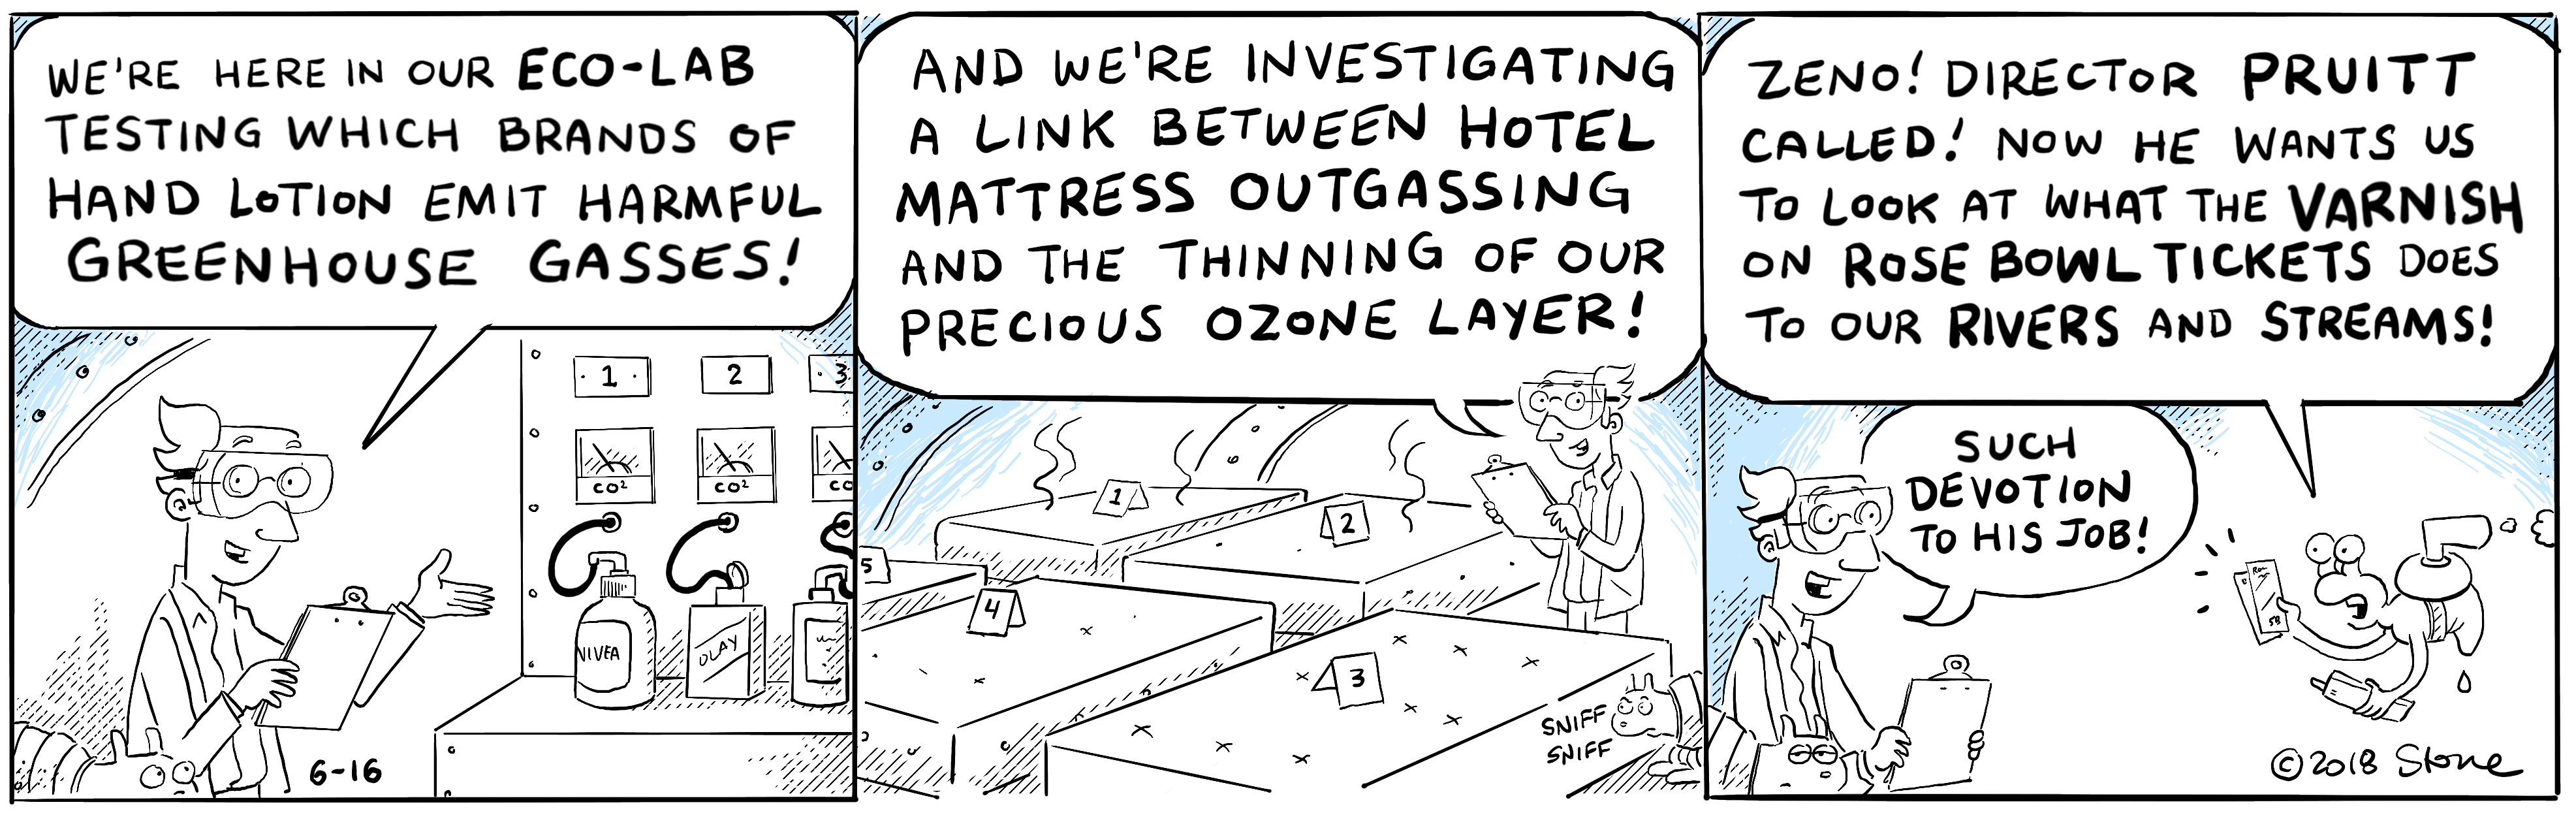 WE'RE HERE IN OUR ECO-LAB
TESTING WHICH BRANDS OF
HAND LOTION EMIT HARMFUL
GREENHOUSE GASSES!
1
2
3
CO²
CO²
CO
NIVEA
OLAY
6-16
AND WE'RE INVESTIGATING
A LINK BETWEEN HOTEL
MATTRESS OUTGASSING
AND THE THINNING OF OUR
PRECIOUS OZONE LAYER!
1
2
5
4
3
SNIFF
SNIFF
ZENO! DIRECTOR PRUITT
CALLED! NOW HE WANTS US
TO LOOK AT WHAT THE VARNISH
ON ROSE BOWL TICKETS DOES
TO OUR RIVERS AND STREAMS!
SUCH
DEVOTION
TO HIS JOB!
©2018 Stone